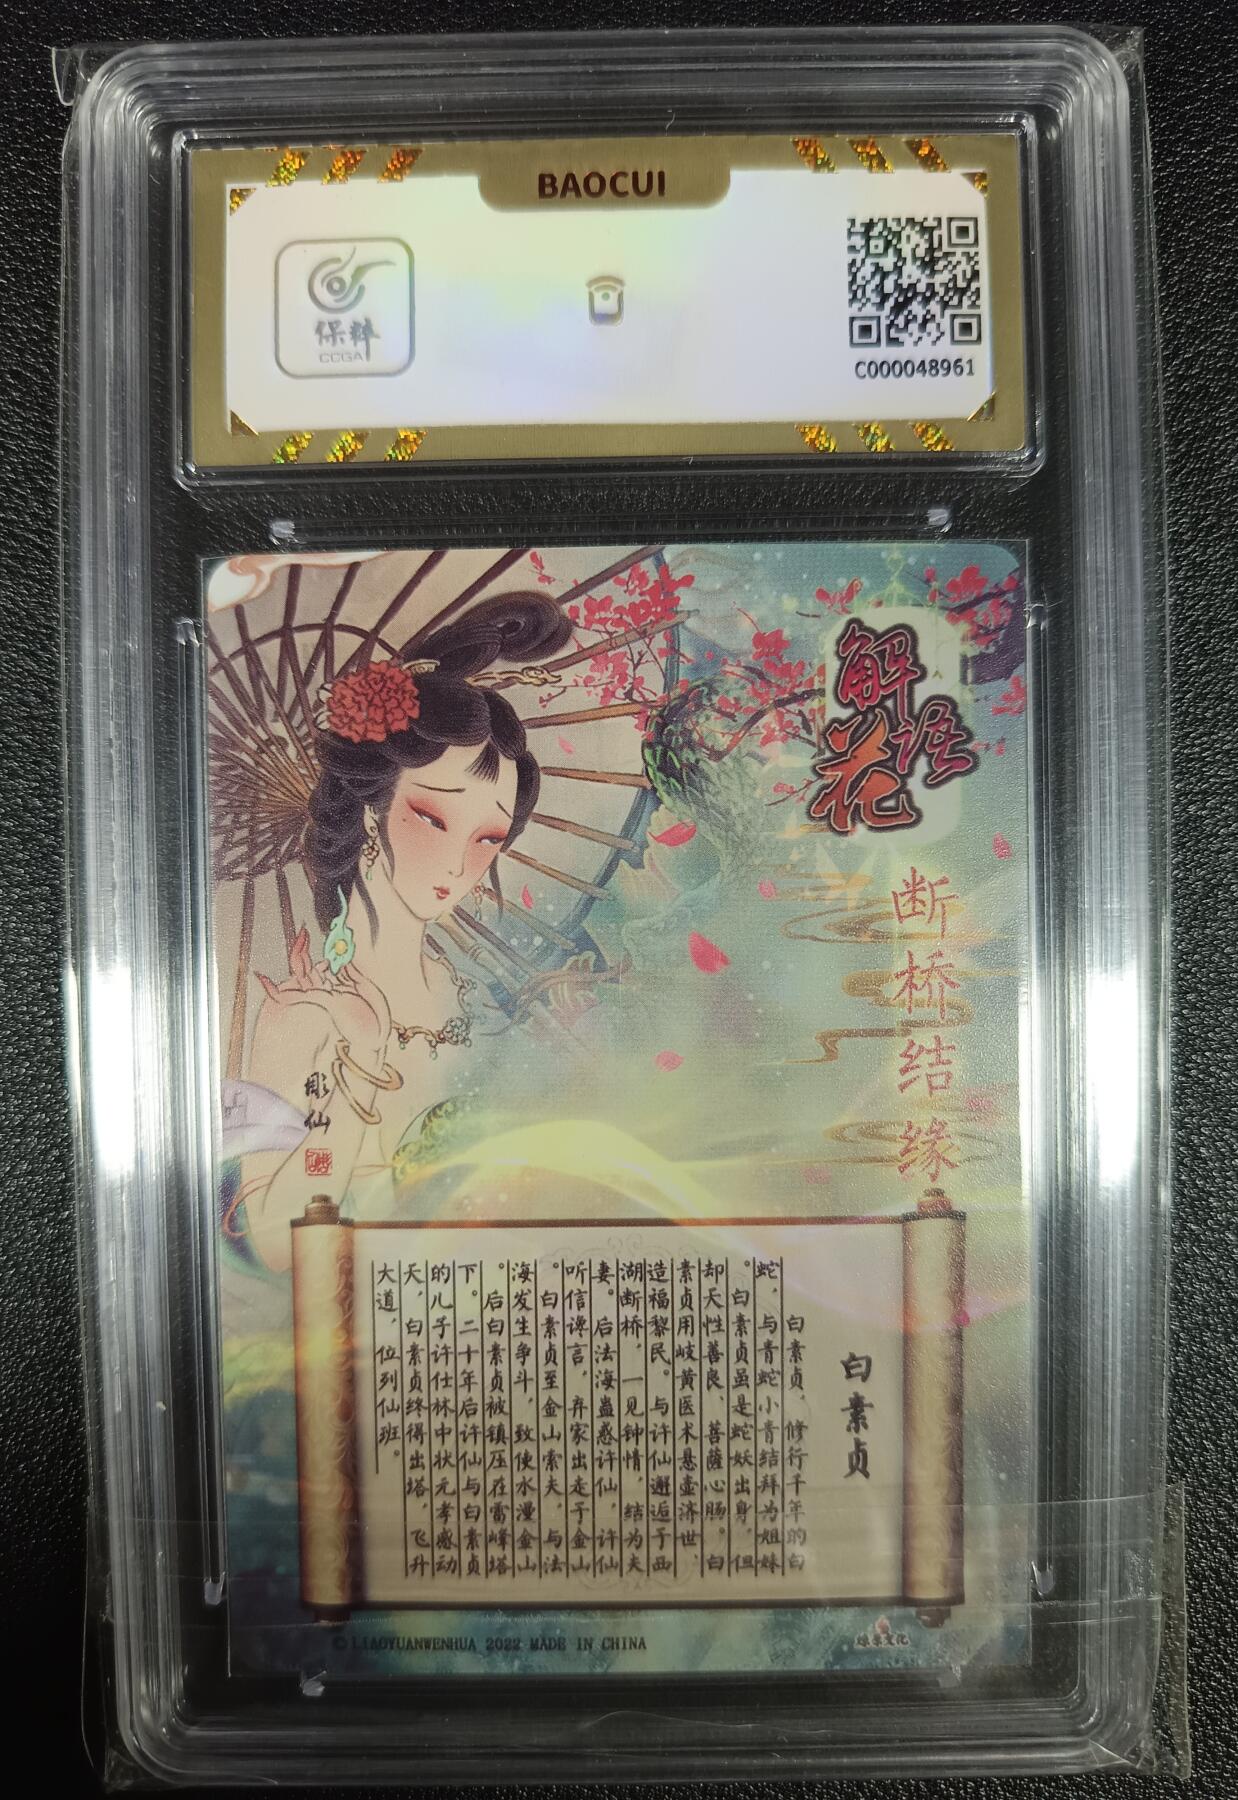 BAOCUI
保粹
CCGA
C000048961
解语花
断桥结缘
彫仙
白素贞
白素贞,修行千年的白
蛇,与青蛇小青结拜为姐妹
。白素贞虽是蛇妖出身,但
却天性善良,菩萨心肠。白
素贞用岐黄医术悬壶济世,
造福黎民。与许仙邂逅于西
湖断桥,一见钟情,结为夫
妻。后法海蛊惑许仙,许仙
听信谗言,弃家出走于金山
。白素贞至金山索夫,与法
海发生争斗,致使水漫金山
。后白素贞被镇压在雷峰塔
下。二十年后许仙与白素贞
的儿子许仕林中状元孝感动
天,白素贞终得出塔,飞升
大道,位列仙班。
© LIAOYUANWENHUA 2022 MADE IN CHINA
燎原文化